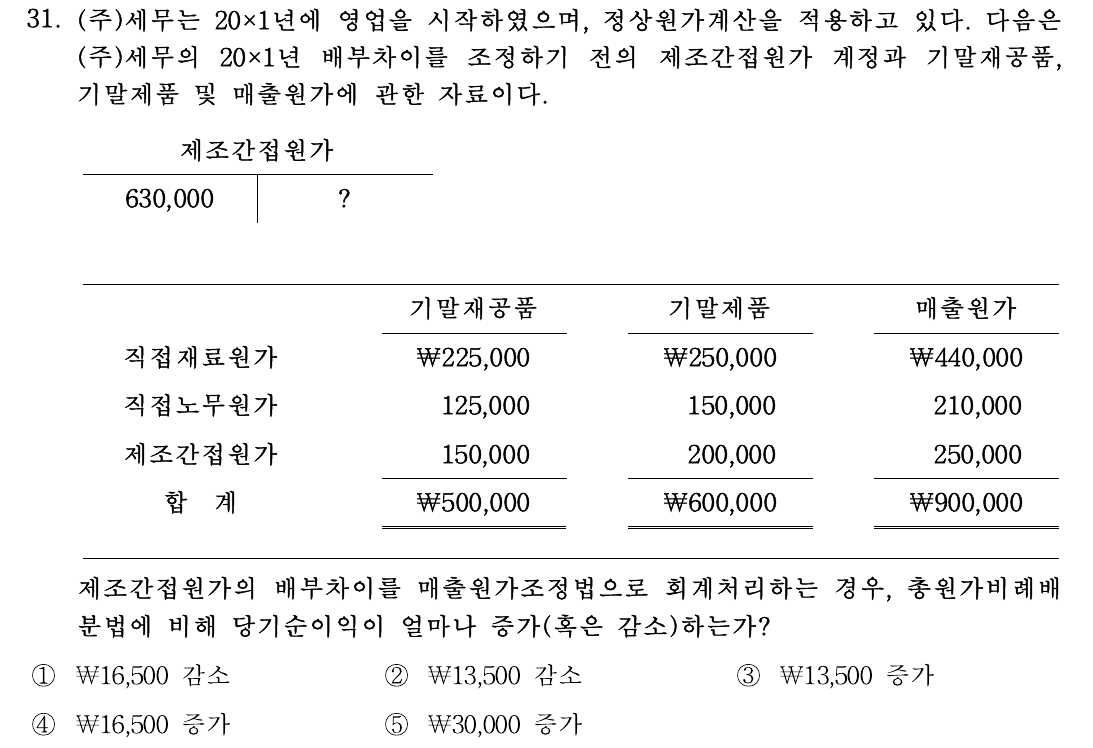 31. (주)세무는 20×1년에 영업을 시작하였으며, 정상원가계산을 적용하고 있다. 다음은
(주)세무의 20×1년 배부차이를 조정하기 전의 제조간접원가 계정과 기말재공품,
기말제품 및 매출원가에 관한 자료이다.
제조간접원가
630,000 ?
기말재공품 기말제품 매출원가
직접재료원가 ₩225,000 ₩250,000 ₩440,000
직접노무원가 125,000 150,000 210,000
제조간접원가 150,000 200,000 250,000
합 계 ₩500,000 ₩600,000 ₩900,000
제조간접원가의 배부차이를 매출원가조정법으로 회계처리하는 경우, 총원가비례배
분법에 비해 당기순이익이 얼마나 증가(혹은 감소)하는가?
① ₩16,500 감소 ② ₩13,500 감소 ③ ₩13,500 증가
④ ₩16,500 증가 ⑤ ₩30,000 증가